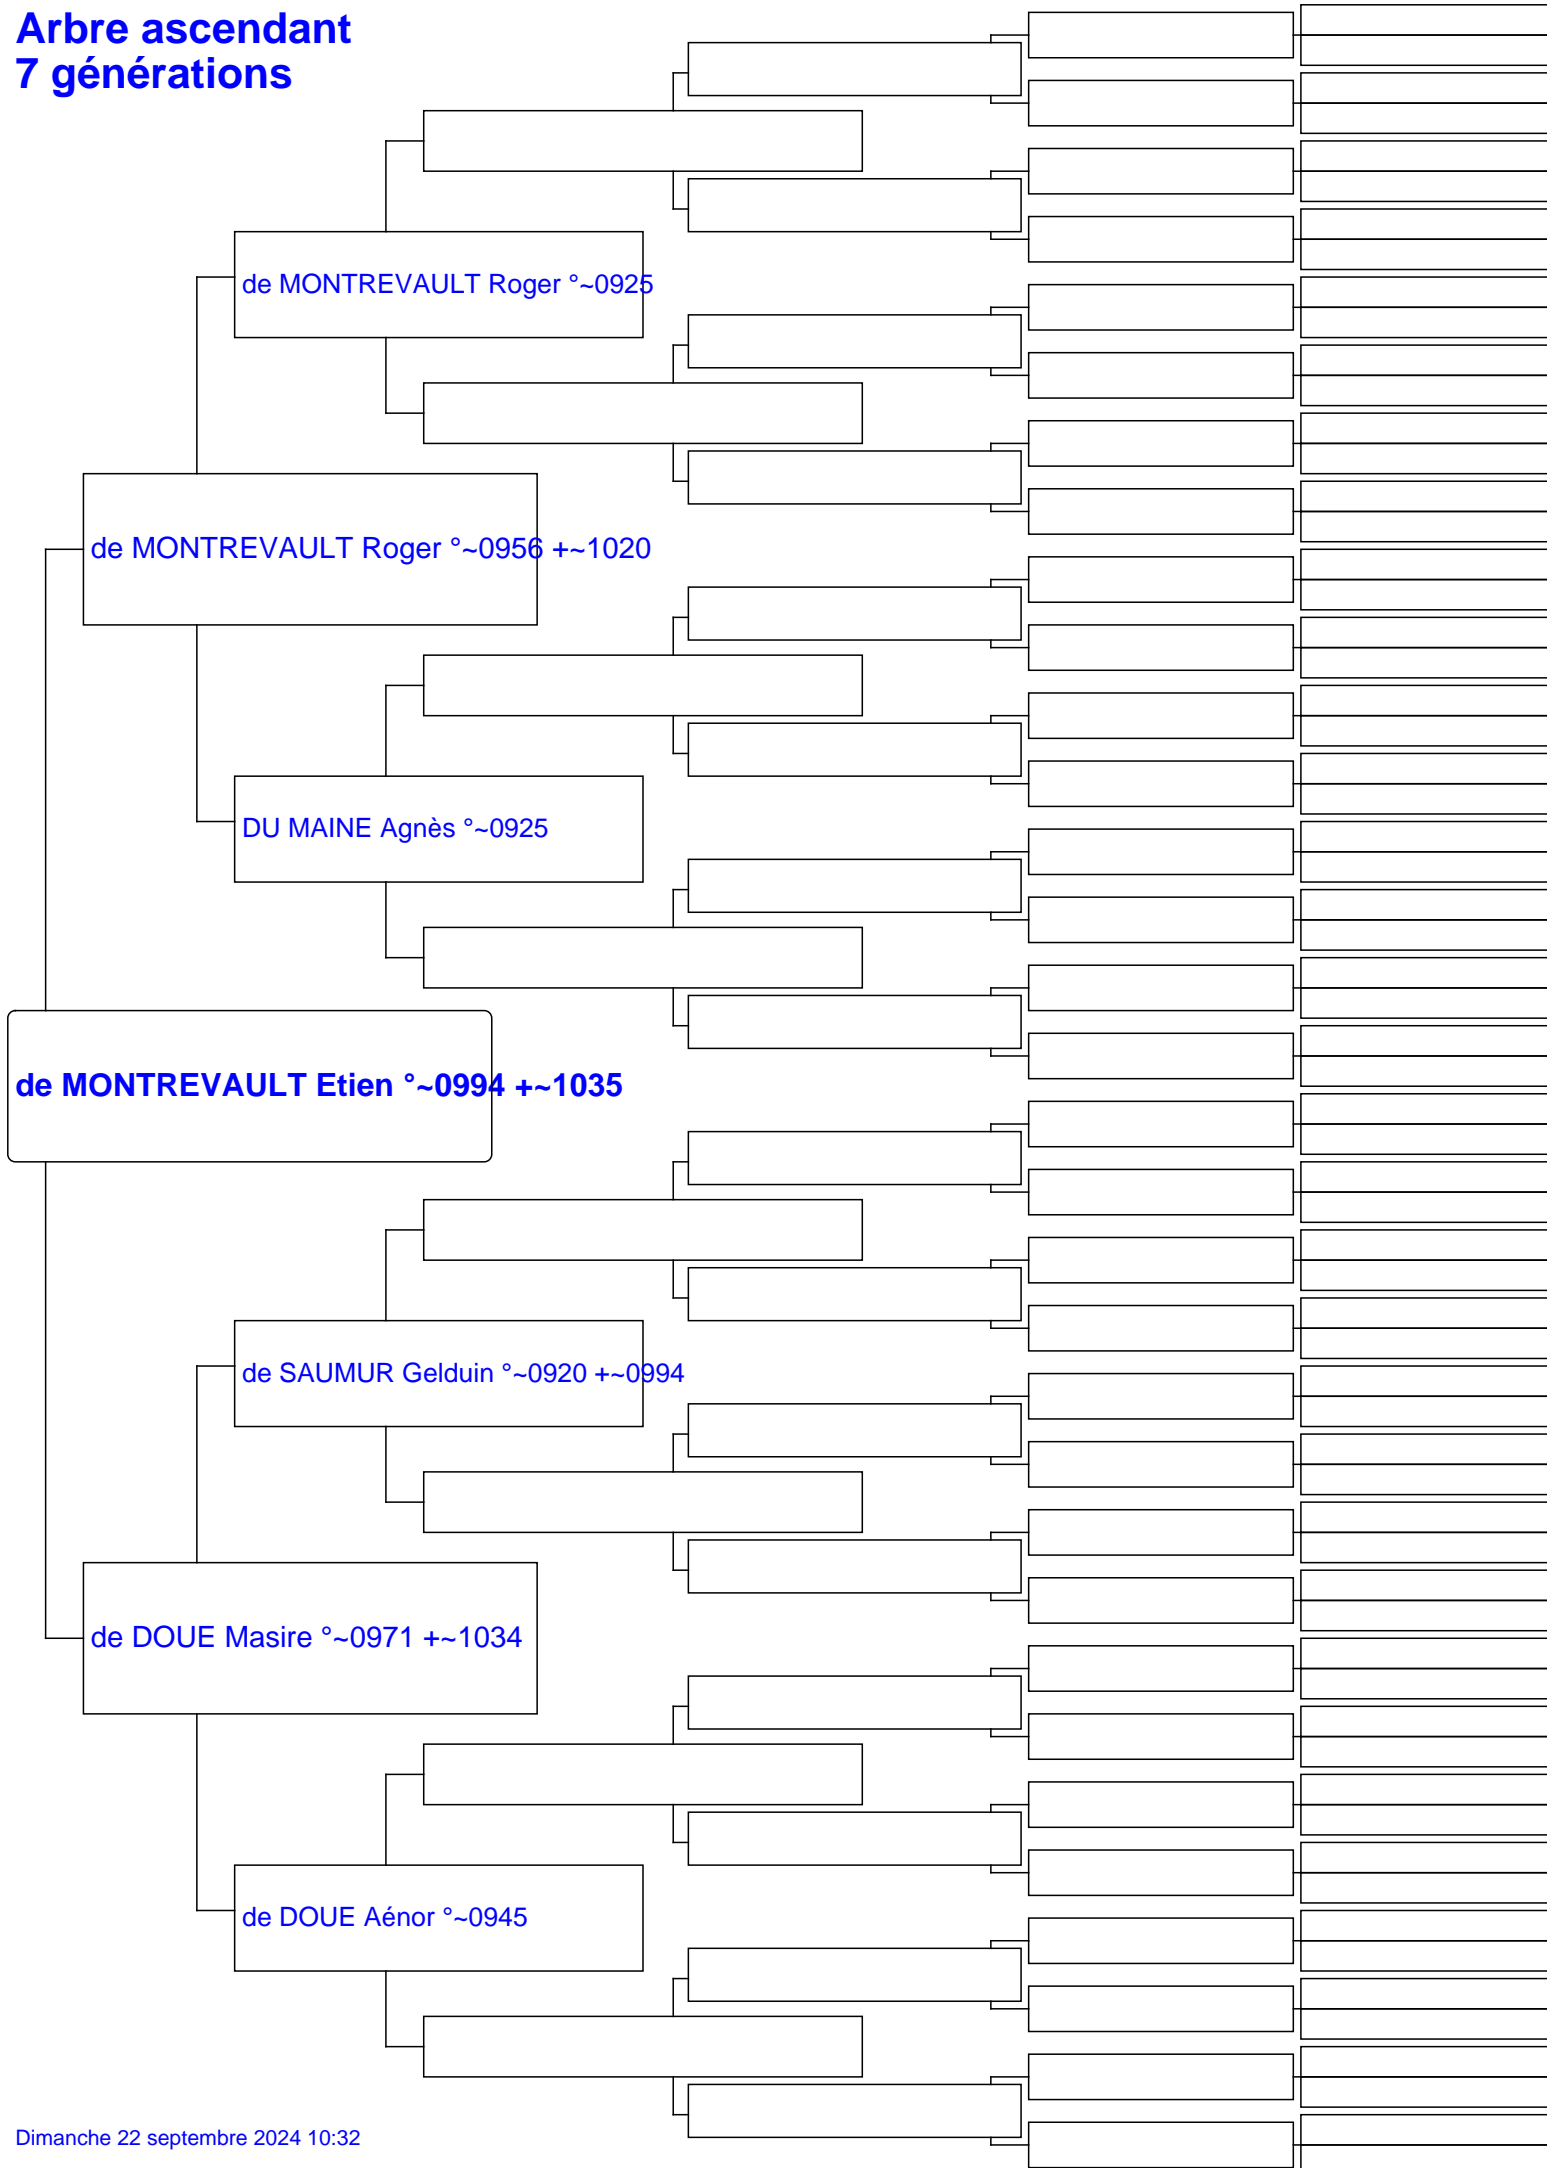 Arbre ascendant
7 générations
de MONTREVAULT Roger °~0925
de MONTREVAULT Roger °~0956 +~1020
DU MAINE Agnès °~0925
de MONTREVAULT Etien °~0994 +~1035
de SAUMUR Gelduin °~0920 +~0994
de DOUE Masire °~0971 +~1034
de DOUE Aénor °~0945
Dimanche 22 septembre 2024 10:32